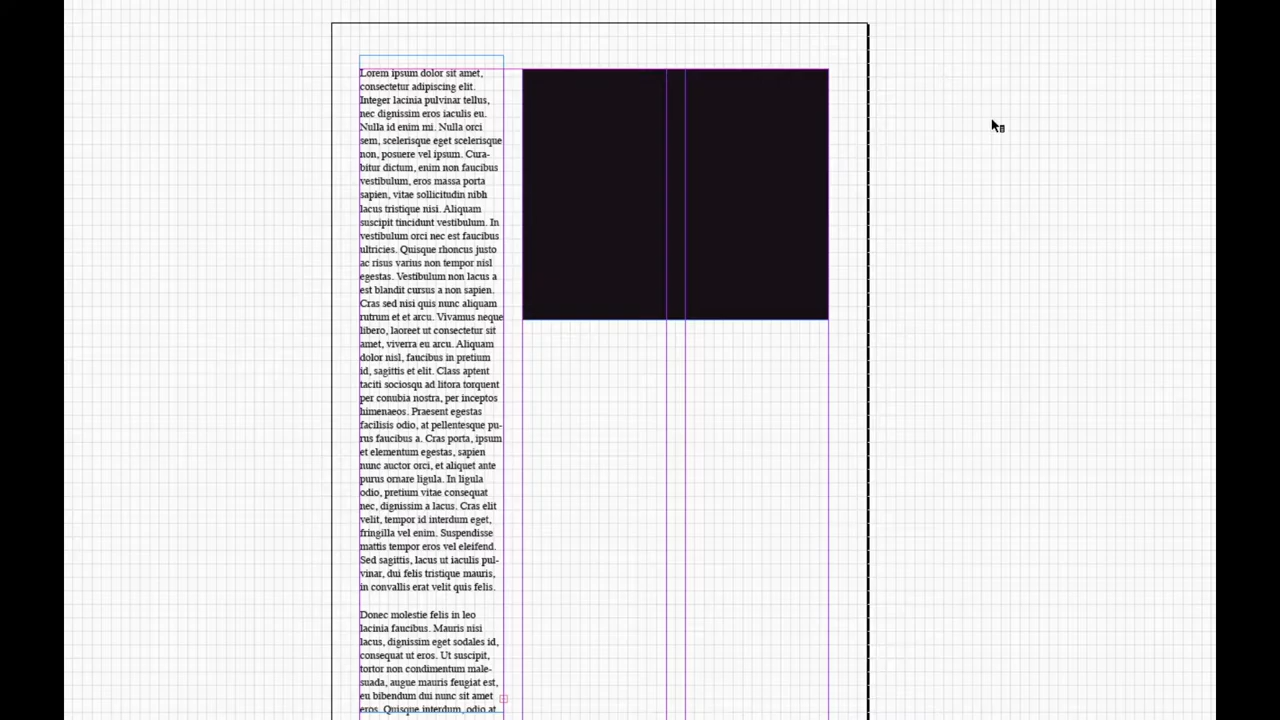 Lorem ipsum dolor sit amet,
consectetur adipiscing elit.
Integer lacinia pulvinar tellus,
nec dignissim eros iaculis eu.
Nulla id enim mi. Nulla orci
sem, scelerisque eget scelerisque
non, posuere vel ipsum. Cura-
bitur dictum, enim non faucibus
vestibulum, eros massa porta
sapien, vitae sollicitudin nibh
lacus tristique nisi. Aliquam
suscipit tincidunt vestibulum. In
vestibulum orci nec est faucibus
ultricies. Quisque rhoncus justo
ac risus varius non tempor nisl
egestas. Vestibulum non lacus a
est blandit cursus a non sapien.
Cras sed nisi quis nunc aliquam
rutrum et et arcu. Vivamus neque
libero, laoreet ut consectetur sit
amet, viverra eu arcu. Aliquam
dolor nisl, faucibus in pretium
id, sagittis et elit. Class aptent
taciti sociosqu ad litora torquent
per conubia nostra, per inceptos
himenaeos. Praesent egestas
facilisis odio, at pellentesque pu-
rus faucibus a. Cras porta, ipsum
et elementum egestas, sapien
nunc auctor orci, et aliquet ante
purus ornare ligula. In ligula
odio, pretium vitae consequat
nec, dignissim a lacus. Cras elit
velit, tempor id interdum eget,
fringilla vel enim. Suspendisse
mattis tempor eros vel eleifend.
Sed sagittis, lacus ut iaculis pul-
vinar, dui felis tristique mauris,
in convallis erat velit quis felis.
Donec molestie felis in leo
lacinia faucibus. Mauris nisi
lacus, dignissim eget sodales id,
consequat ut eros. Ut suscipit,
tortor non condimentum male-
suada, augue mauris feugiat est,
eu bibendum dui nunc sit amet
eros. Quisque interdum, odio at